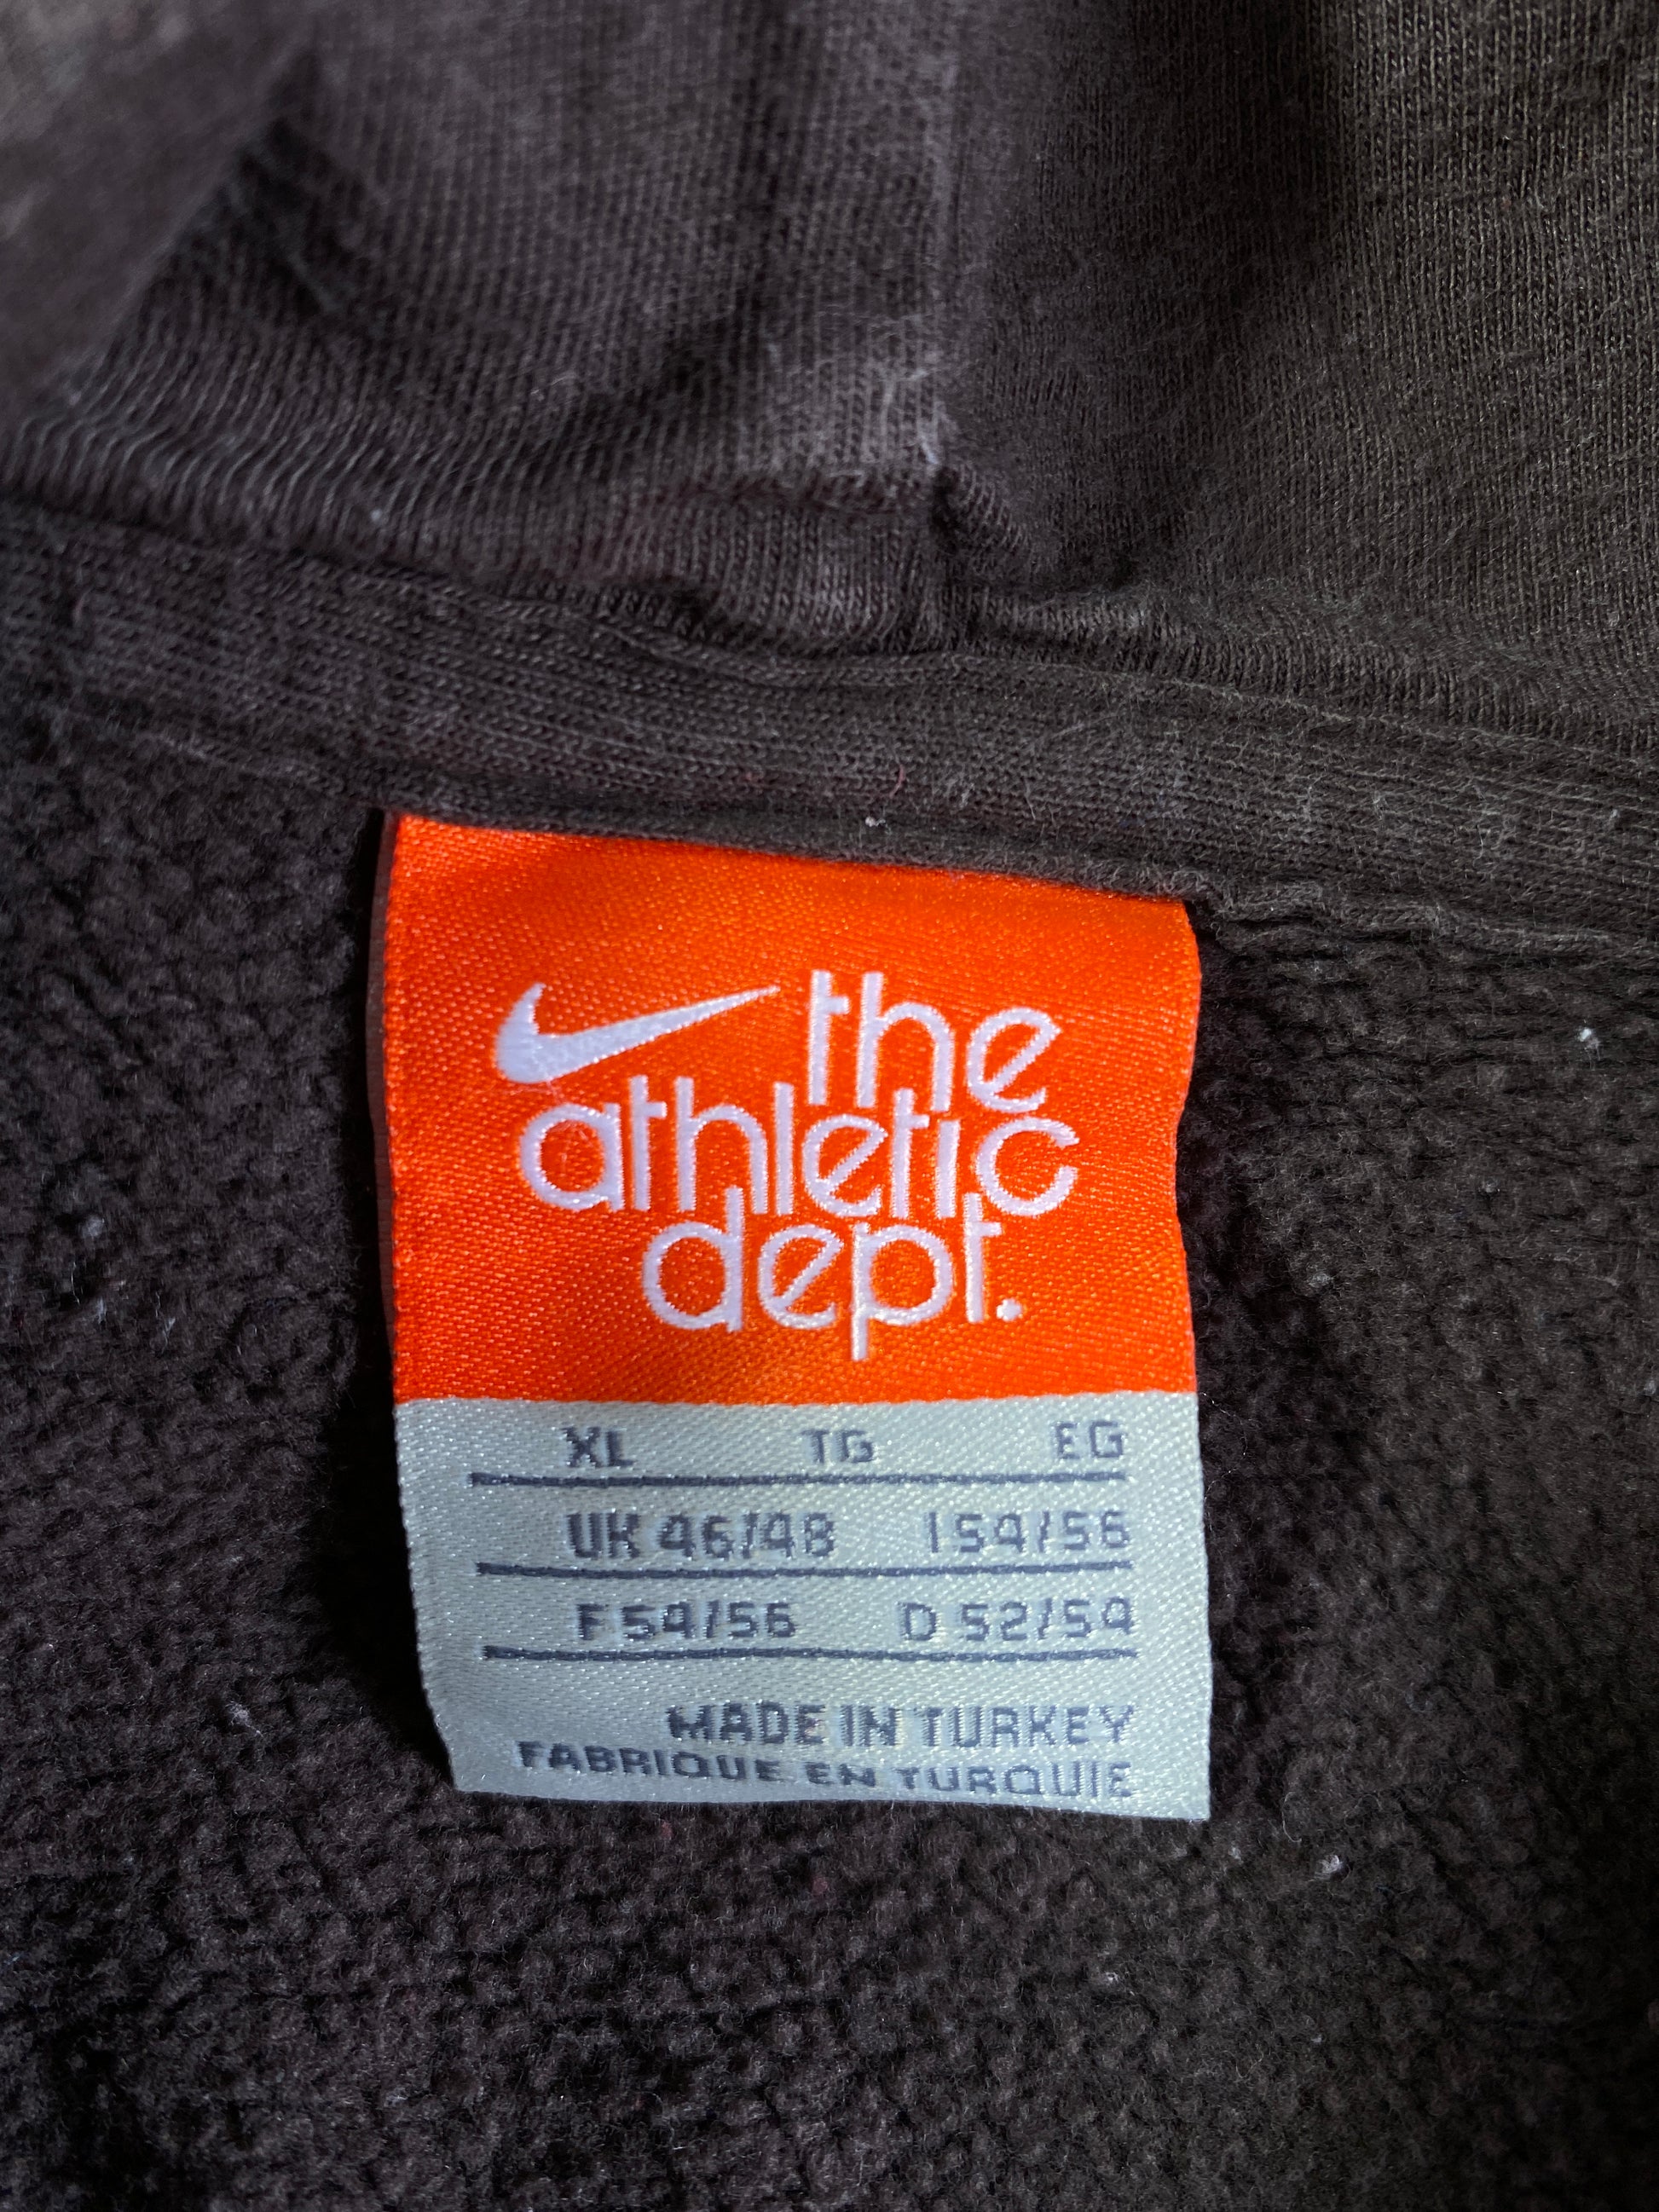 the
athletic
dept.
XL TG EG
UK 46/48 I 54/56
F 54/56 D 52/54
MADE IN TURKEY
FABRIQUE EN TURQUIE